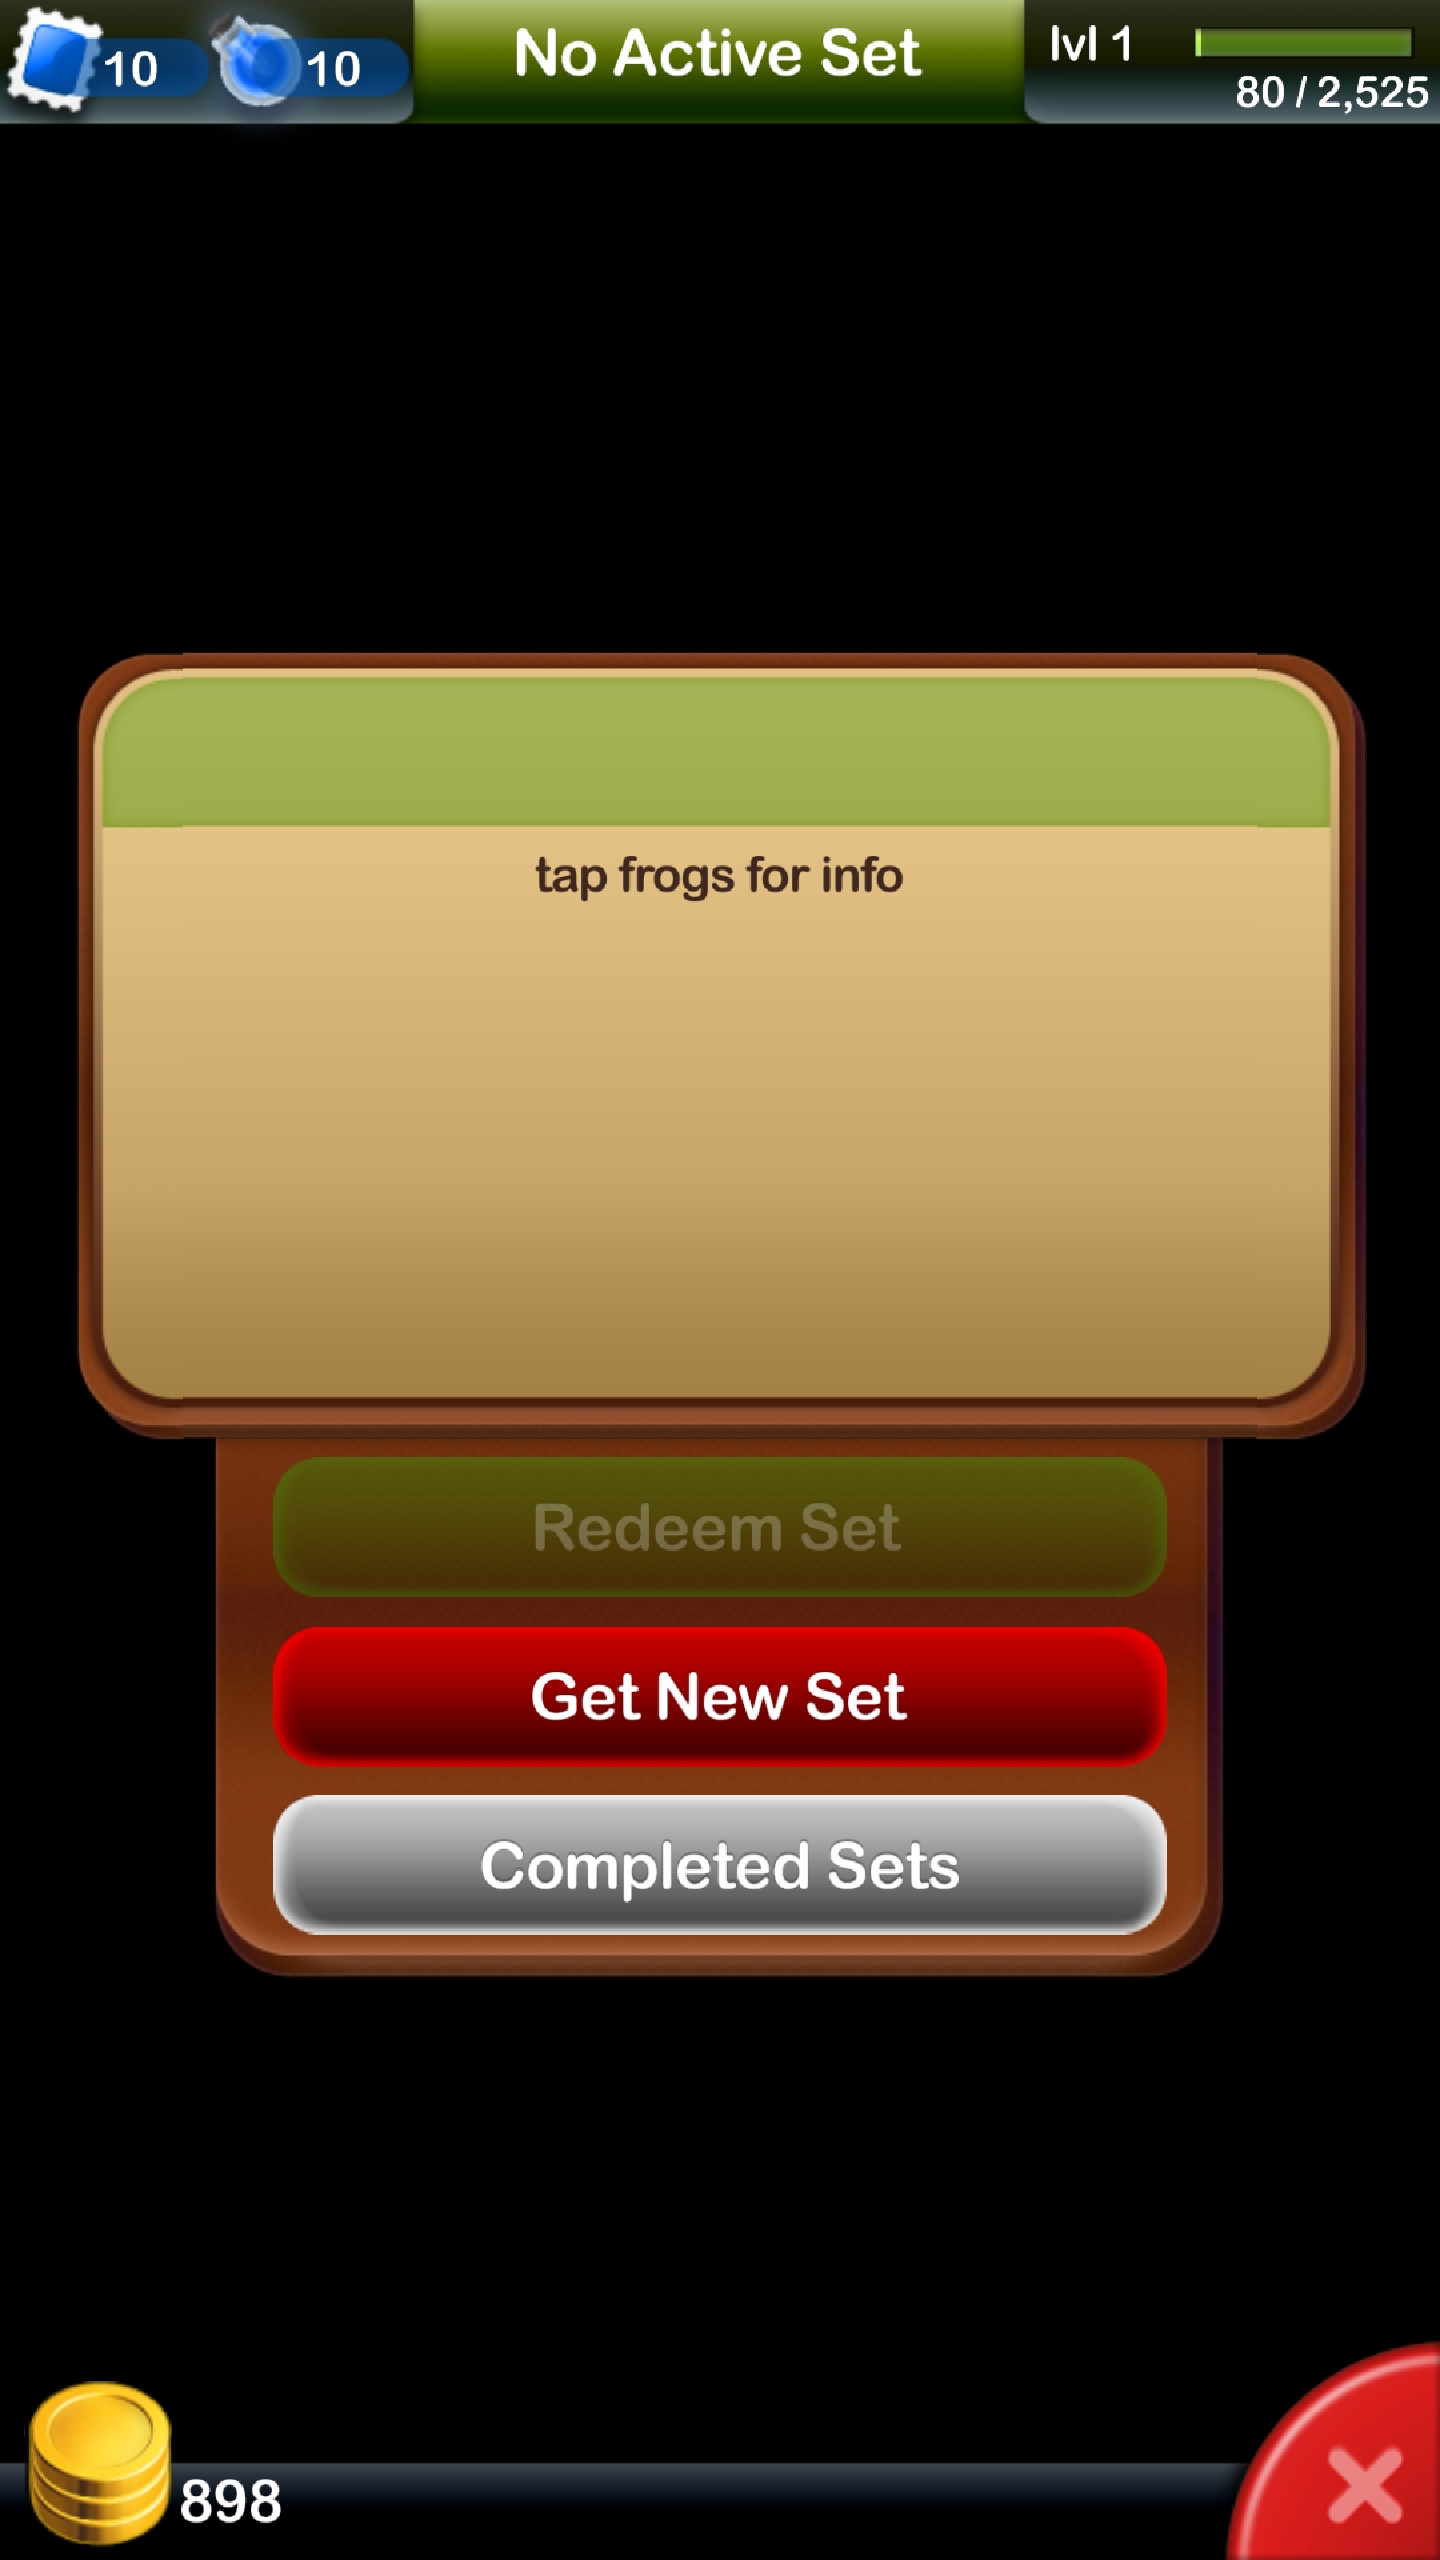 10
10
No Active Set
lvl 1
80 / 2,525
tap frogs for info
Redeem Set
Get New Set
Completed Sets
898